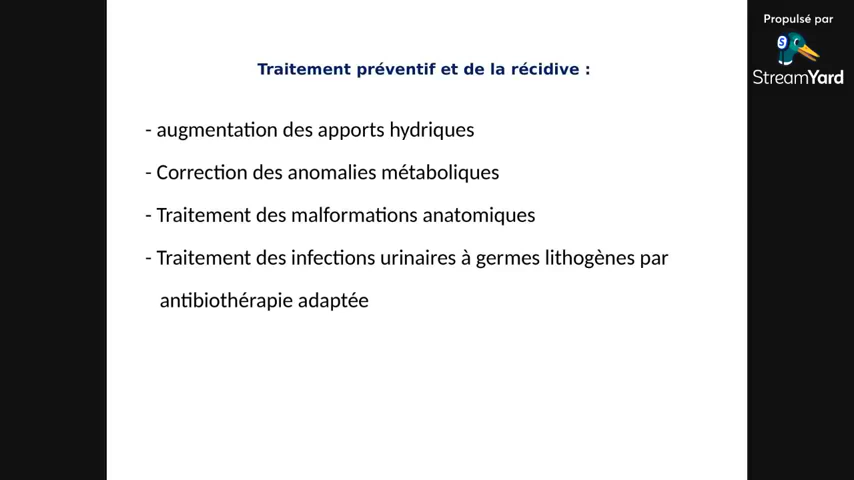 Propulsé par
StreamYard
Traitement préventif et de la récidive :
- augmentation des apports hydriques
- Correction des anomalies métaboliques
- Traitement des malformations anatomiques
- Traitement des infections urinaires à germes lithogènes par
antibiothérapie adaptée